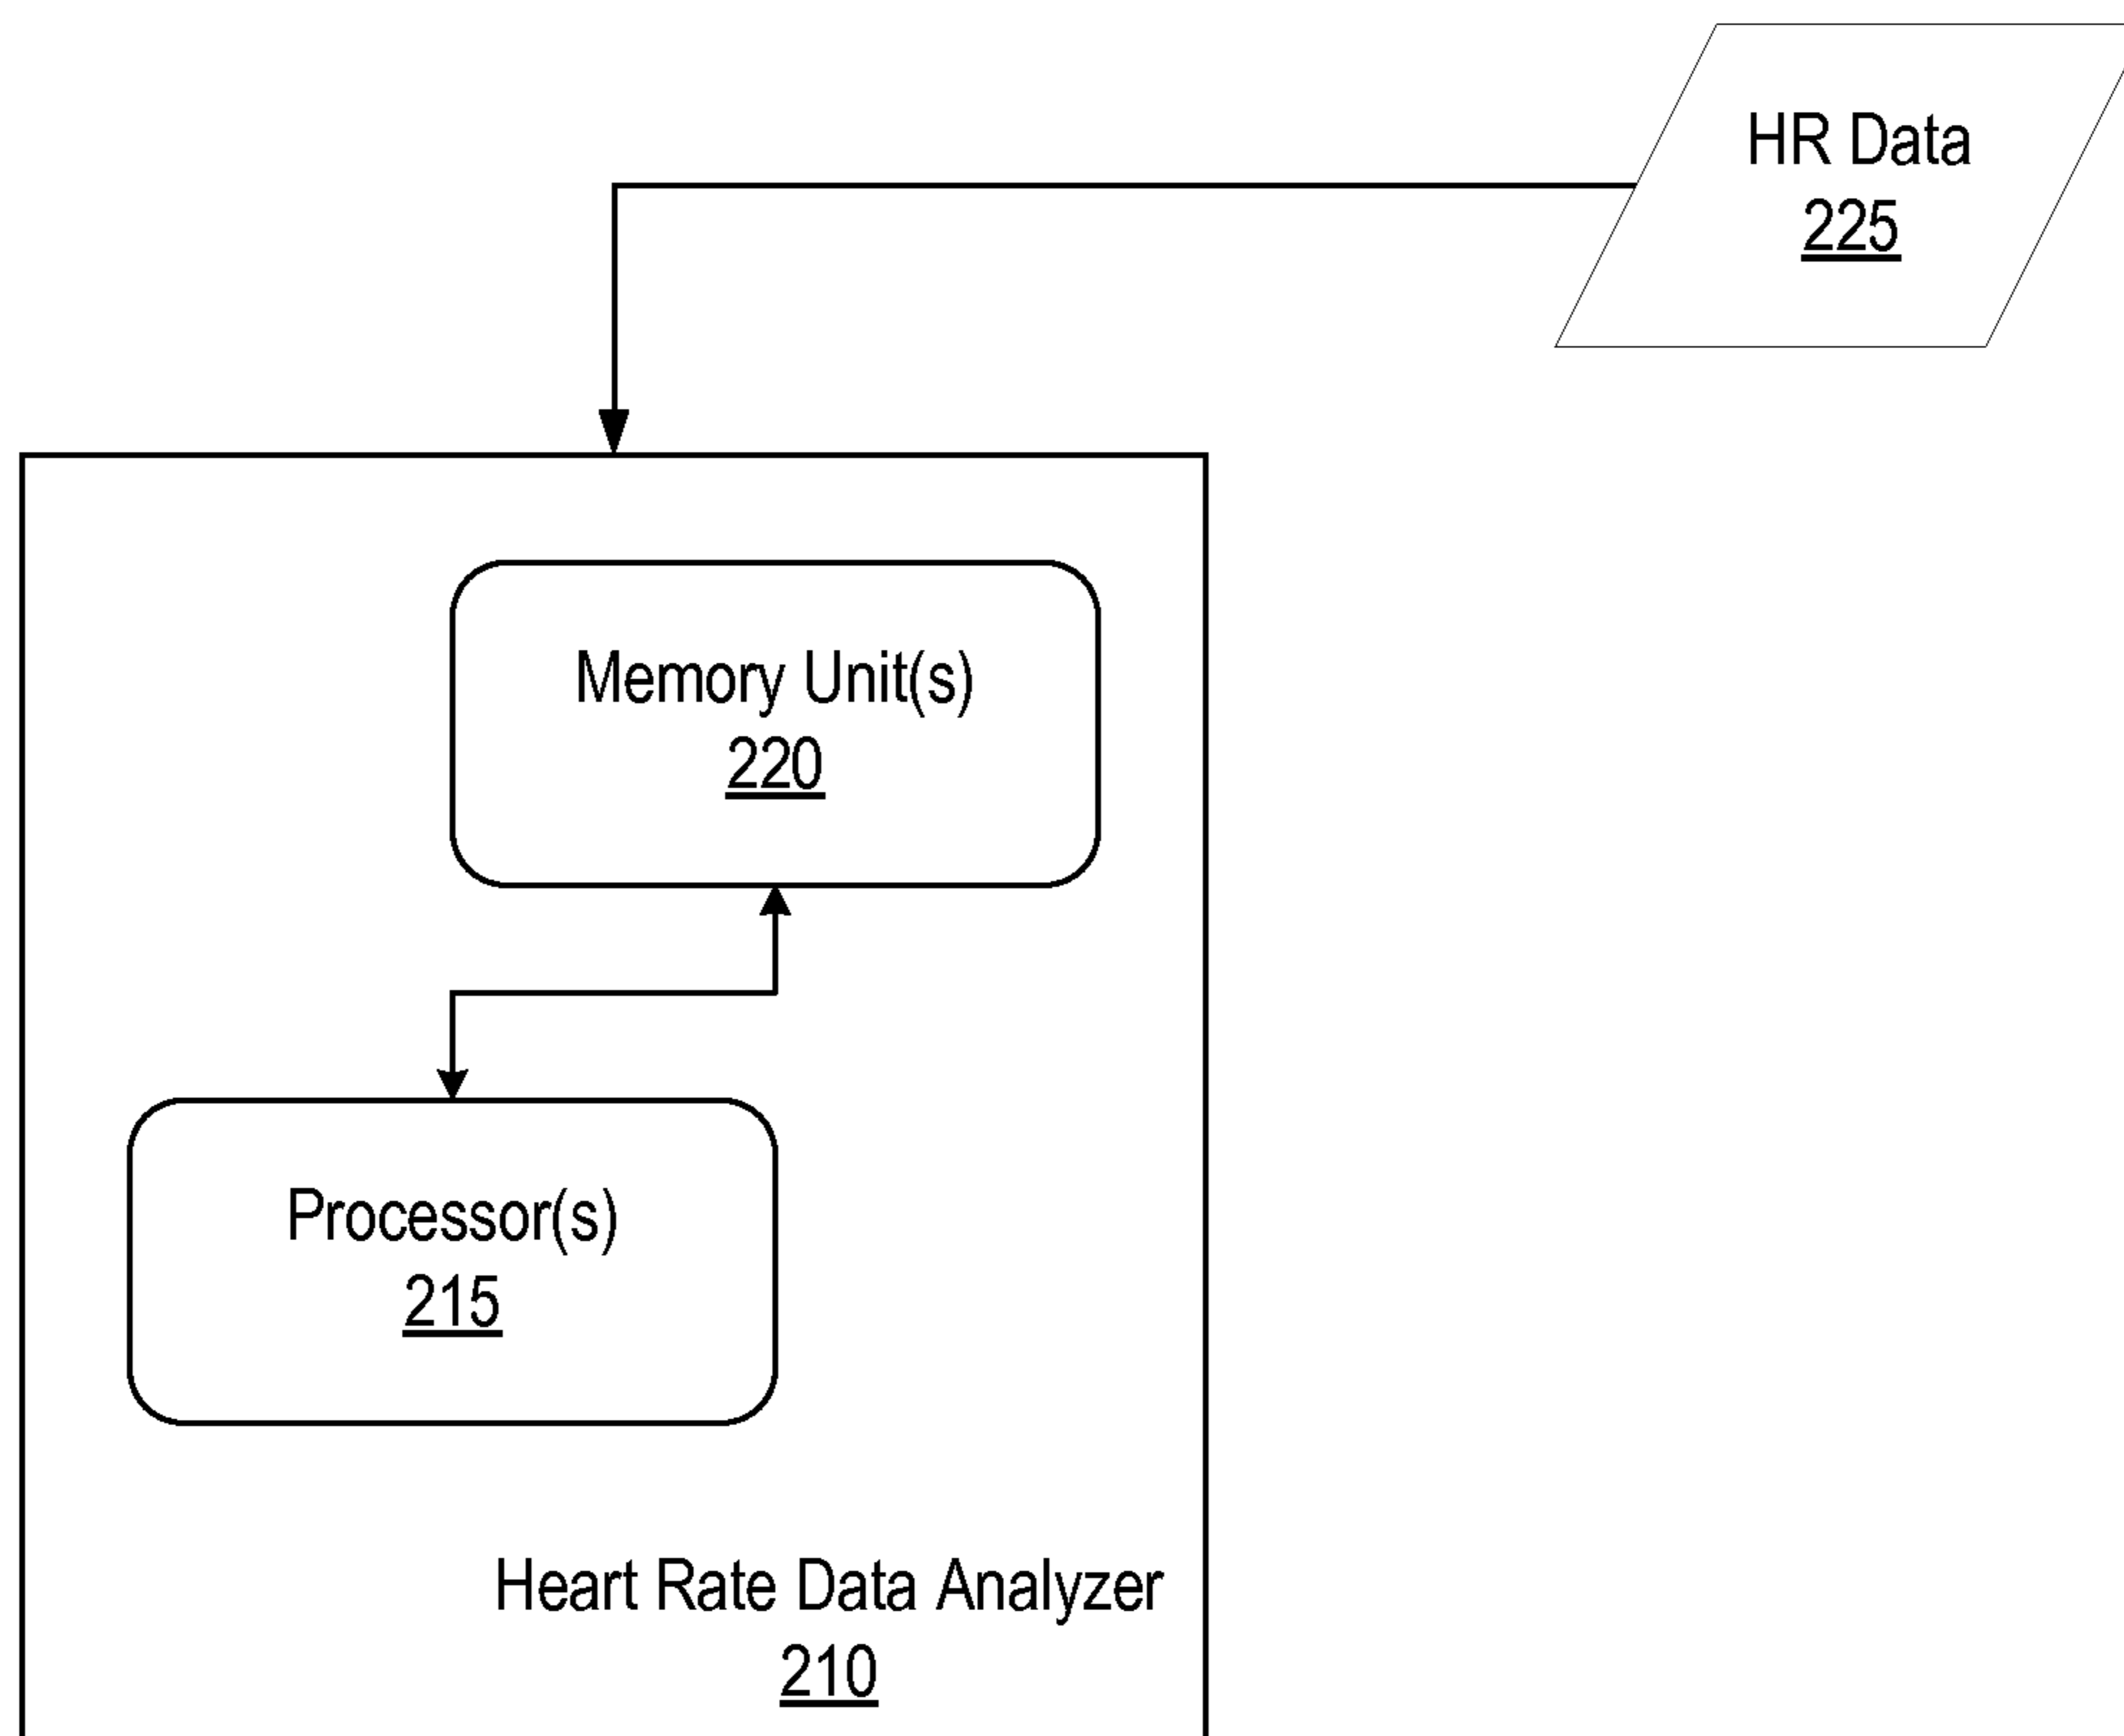 HR Data
225
Memory Unit(s)
220
Processor(s)
215
Heart Rate Data Analyzer
210